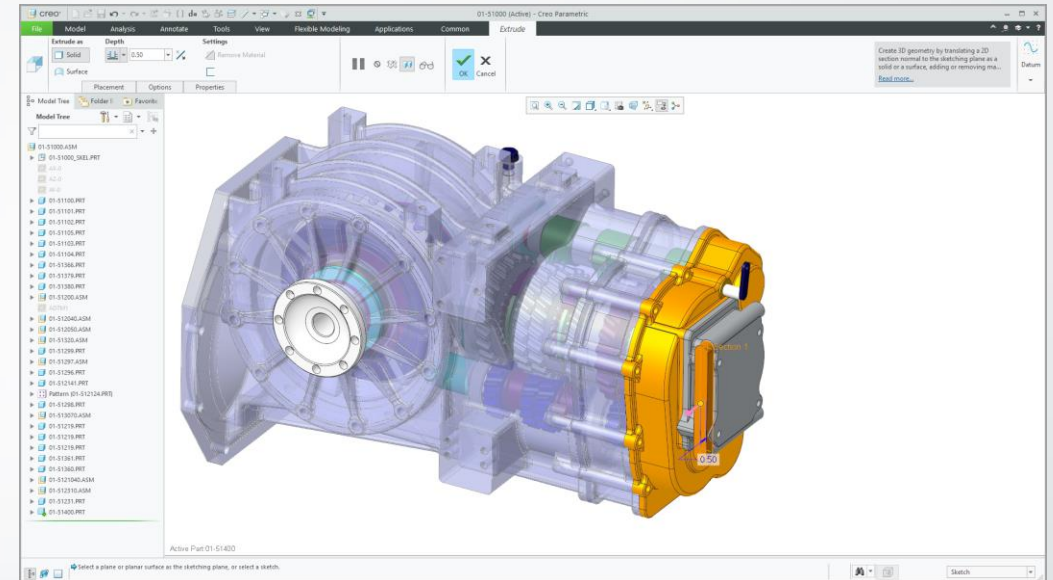 creo
01-51000 (Active) - Creo Parametric
File Model Analysis Annotate Tools View Flexible Modeling Applications Common Extrude
Extrude as Depth Settings
Solid 0.50 Remove Material
Surface
OK Cancel
Create 3D geometry by translating a 2D
section normal to the sketching plane as a
solid or a surface, adding or removing ma...
Read more...
Datum
Placement Options Properties
Model Tree Folder Favorite
Model Tree
01-51000.ASM
01-51000_SKEL.PRT
01-51100.PRT
01-51101.PRT
01-51102.PRT
01-51105.PRT
01-51103.PRT
01-51104.PRT
01-51366.PRT
01-51379.PRT
01-51380.PRT
01-51200.ASM
01-512040.ASM
01-512050.ASM
01-51320.ASM
01-51299.PRT
01-51297.ASM
01-51296.PRT
01-512141.PRT
Pattern (01-512124.PRT)
01-51298.PRT
01-513070.ASM
01-51219.PRT
01-51219.PRT
01-51219.PRT
01-51361.PRT
01-51360.PRT
01-5121040.ASM
01-512310.ASM
01-51231.PRT
01-51400.PRT
Section 1
0.50
Active Part:01-51400
Select a plane or planar surface as the sketching plane, or select a sketch.
Sketch